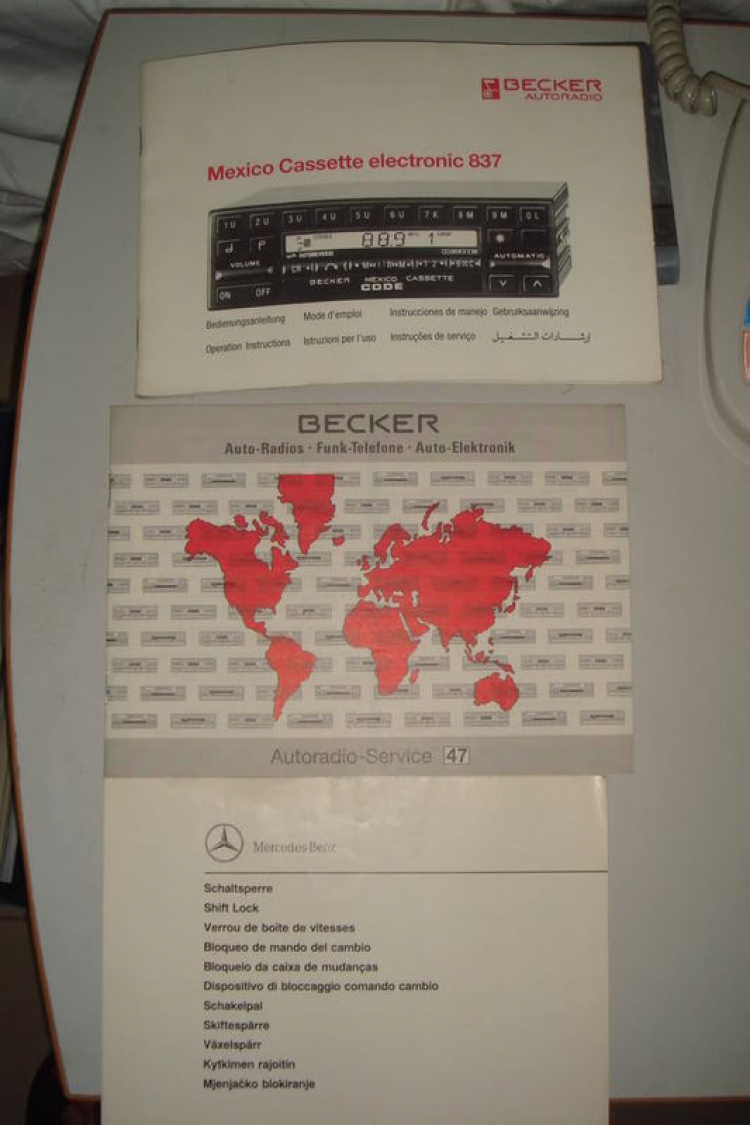 BECKER
AUTORADIO
Mexico Cassette electronic 837
1U 2U 3U 4U 5U 6U 7K 8M 9M 0L
P
889 1
VOLUME
AUTOMATIC
BECKER MEXICO CASSETTE
CODE
ON OFF
Bedienungsanleitung Mode d'emploi Instrucciones de manejo Gebruiksaanwijzing
Operation Instructions Istruzioni per l'uso Instruções de serviço إرشادات التشغيل
BECKER
Auto-Radios · Funk-Telefone · Auto-Elektronik
Autoradio-Service 47
Mercedes-Benz
Schaltsperre
Shift Lock
Verrou de boîte de vitesses
Bloqueo de mando del cambio
Bloqueio da caixa de mudanças
Dispositivo di bloccaggio comando cambio
Schakelpal
Skiftespärre
Växelspärr
Kytkimen rajoitin
Mjenjačko blokiranje